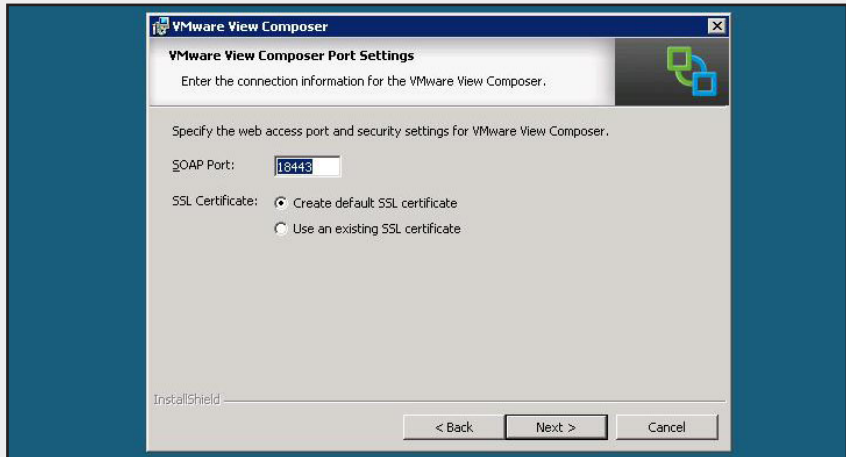 VMware View Composer
VMware View Composer Port Settings
Enter the connection information for the VMware View Composer.
Specify the web access port and security settings for VMware View Composer.
SOAP Port: 18443
SSL Certificate: Create default SSL certificate
Use an existing SSL certificate
InstallShield
< Back Next > Cancel